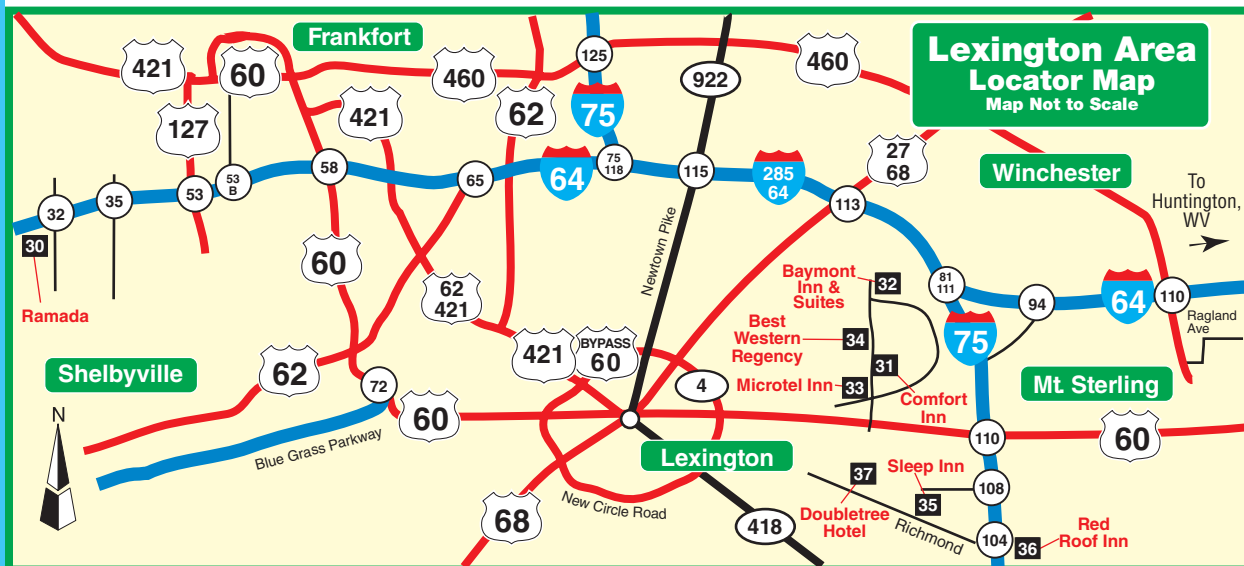 Lexington Area
Locator Map
Map Not to Scale
Frankfort
421
60
460
125
922
460
127
421
62
75
27
68
Winchester
To
Huntington,
WV
32
35
53
53
B
58
65
64
75
118
115
285
64
113
30
Ramada
60
62
421
Newtown Pike
Baymont
Inn &
Suites
32
81
111
94
64
110
Ragland
Ave
Best
Western
Regency
34
75
421
BYPASS
60
31
Shelbyville
62
72
4
Microtel Inn
33
Comfort
Inn
Mt. Sterling
N
60
110
60
Blue Grass Parkway
Lexington
37
Sleep Inn
35
108
New Circle Road
Doubletree
Hotel
Richmond
68
418
104
36
Red
Roof Inn